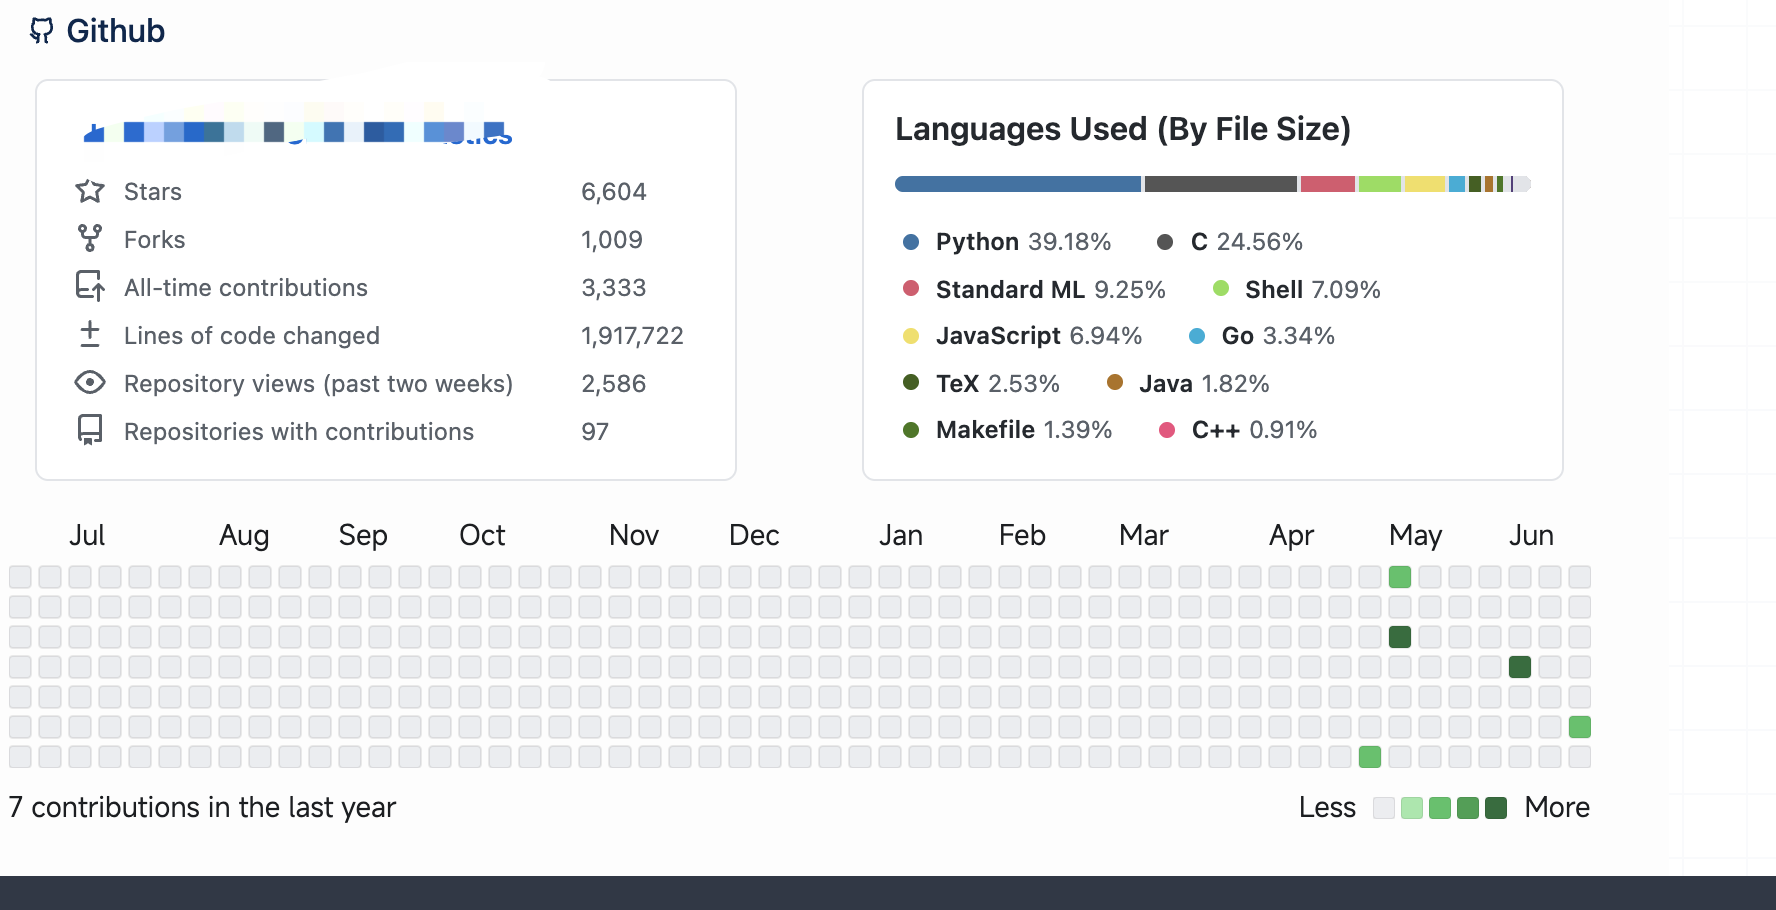 Github
Stars 6,604
Forks 1,009
All-time contributions 3,333
Lines of code changed 1,917,722
Repository views (past two weeks) 2,586
Repositories with contributions 97
Languages Used (By File Size)
Python 39.18% C 24.56%
Standard ML 9.25% Shell 7.09%
JavaScript 6.94% Go 3.34%
TeX 2.53% Java 1.82%
Makefile 1.39% C++ 0.91%
Jul Aug Sep Oct Nov Dec Jan Feb Mar Apr May Jun
7 contributions in the last year
Less More